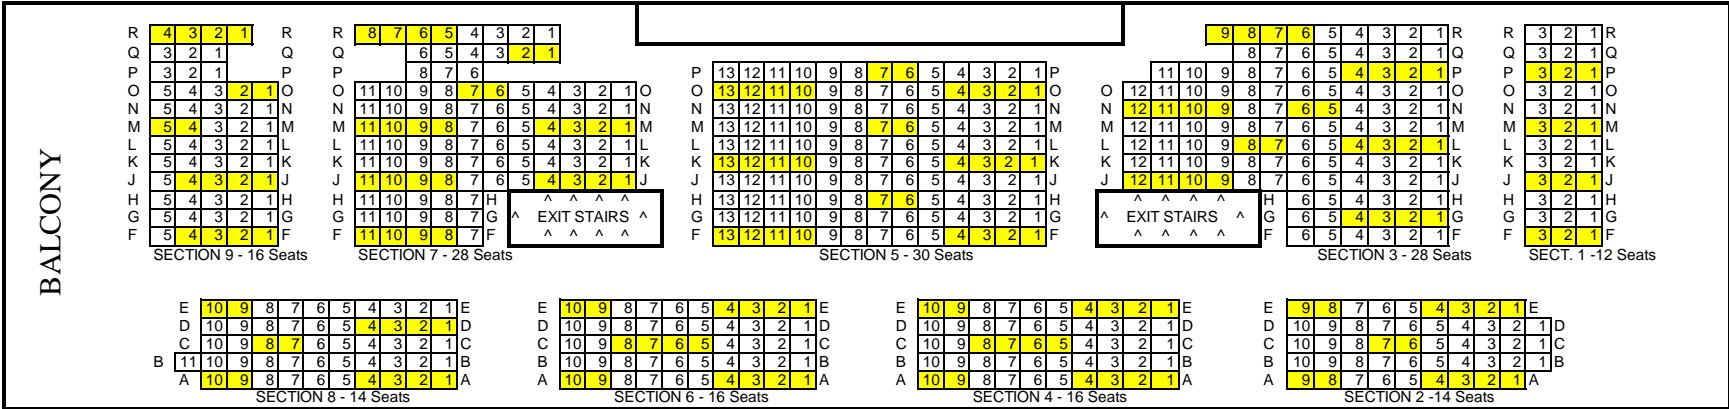 BALCONY
R 4 3 2 1 R R 8 7 6 5 4 3 2 1 9 8 7 6 5 4 3 2 1 R R 3 2 1 R
Q 3 2 1 Q Q 6 5 4 3 2 1 8 7 6 5 4 3 2 1 Q Q 3 2 1 Q
P 3 2 1 P P 8 7 6 P 13 12 11 10 9 8 7 6 5 4 3 2 1 P 11 10 9 8 7 6 5 4 3 2 1 P P 3 2 1 P
O 5 4 3 2 1 O O 11 10 9 8 7 6 5 4 3 2 1 O O 13 12 11 10 9 8 7 6 5 4 3 2 1 O O 12 11 10 9 8 7 6 5 4 3 2 1 O O 3 2 1 O
N 5 4 3 2 1 N N 11 10 9 8 7 6 5 4 3 2 1 N N 13 12 11 10 9 8 7 6 5 4 3 2 1 N N 12 11 10 9 8 7 6 5 4 3 2 1 N N 3 2 1 N
M 5 4 3 2 1 M M 11 10 9 8 7 6 5 4 3 2 1 M M 13 12 11 10 9 8 7 6 5 4 3 2 1 M M 12 11 10 9 8 7 6 5 4 3 2 1 M M 3 2 1 M
L 5 4 3 2 1 L L 11 10 9 8 7 6 5 4 3 2 1 L L 13 12 11 10 9 8 7 6 5 4 3 2 1 L L 12 11 10 9 8 7 6 5 4 3 2 1 L L 3 2 1 L
K 5 4 3 2 1 K K 11 10 9 8 7 6 5 4 3 2 1 K K 13 12 11 10 9 8 7 6 5 4 3 2 1 K K 12 11 10 9 8 7 6 5 4 3 2 1 K K 3 2 1 K
J 5 4 3 2 1 J J 11 10 9 8 7 6 5 4 3 2 1 J J 13 12 11 10 9 8 7 6 5 4 3 2 1 J J 12 11 10 9 8 7 6 5 4 3 2 1 J J 3 2 1 J
H 5 4 3 2 1 H H 11 10 9 8 7 H ^ ^ ^ ^ H 13 12 11 10 9 8 7 6 5 4 3 2 1 H ^ ^ ^ ^ H 6 5 4 3 2 1 H H 3 2 1 H
G 5 4 3 2 1 G G 11 10 9 8 7 G ^ EXIT STAIRS ^ G 13 12 11 10 9 8 7 6 5 4 3 2 1 G ^ EXIT STAIRS ^ G 6 5 4 3 2 1 G G 3 2 1 G
F 5 4 3 2 1 F F 11 10 9 8 7 F ^ ^ ^ ^ F 13 12 11 10 9 8 7 6 5 4 3 2 1 F ^ ^ ^ ^ F 6 5 4 3 2 1 F F 3 2 1 F
SECTION 9 - 16 Seats SECTION 7 - 28 Seats SECTION 5 - 30 Seats SECTION 3 - 28 Seats SECT. 1 -12 Seats
E 10 9 8 7 6 5 4 3 2 1 E E 10 9 8 7 6 5 4 3 2 1 E E 10 9 8 7 6 5 4 3 2 1 E E 9 8 7 6 5 4 3 2 1 E
D 10 9 8 7 6 5 4 3 2 1 D D 10 9 8 7 6 5 4 3 2 1 D D 10 9 8 7 6 5 4 3 2 1 D D 10 9 8 7 6 5 4 3 2 1 D
C 10 9 8 7 6 5 4 3 2 1 C C 10 9 8 7 6 5 4 3 2 1 C C 10 9 8 7 6 5 4 3 2 1 C C 10 9 8 7 6 5 4 3 2 1 C
B 11 10 9 8 7 6 5 4 3 2 1 B B 10 9 8 7 6 5 4 3 2 1 B B 10 9 8 7 6 5 4 3 2 1 B B 10 9 8 7 6 5 4 3 2 1 B
A 10 9 8 7 6 5 4 3 2 1 A A 10 9 8 7 6 5 4 3 2 1 A A 10 9 8 7 6 5 4 3 2 1 A A 9 8 7 6 5 4 3 2 1 A
SECTION 8 - 14 Seats SECTION 6 - 16 Seats SECTION 4 - 16 Seats SECTION 2 -14 Seats